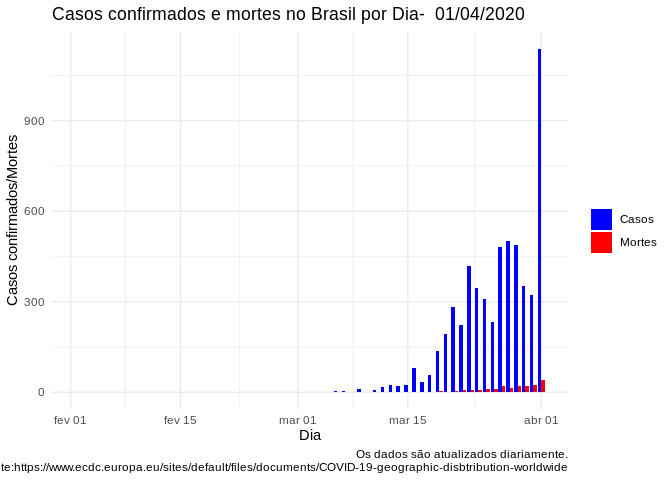 Casos confirmados e mortes no Brasil por Dia-  01/04/2020
Casos confirmados/Mortes
900
600
300
0
fev 01
fev 15
mar 01
mar 15
abr 01
Dia
Casos
Mortes
Os dados são atualizados diariamente.
te:https://www.ecdc.europa.eu/sites/default/files/documents/COVID-19-geographic-disbtribution-worldwide